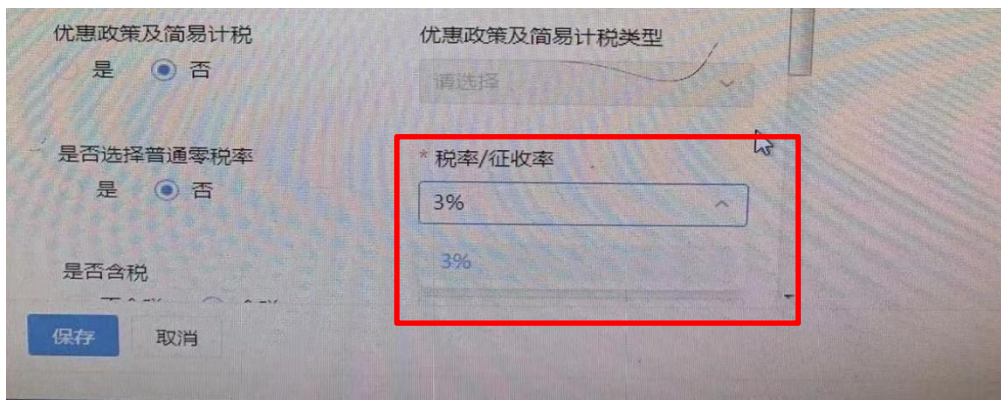 优惠政策及简易计税 优惠政策及简易计税类型
是 否 请选择
是否选择普通零税率 * 税率/征收率
是 否 3%
是否含税 3%
保存 取消